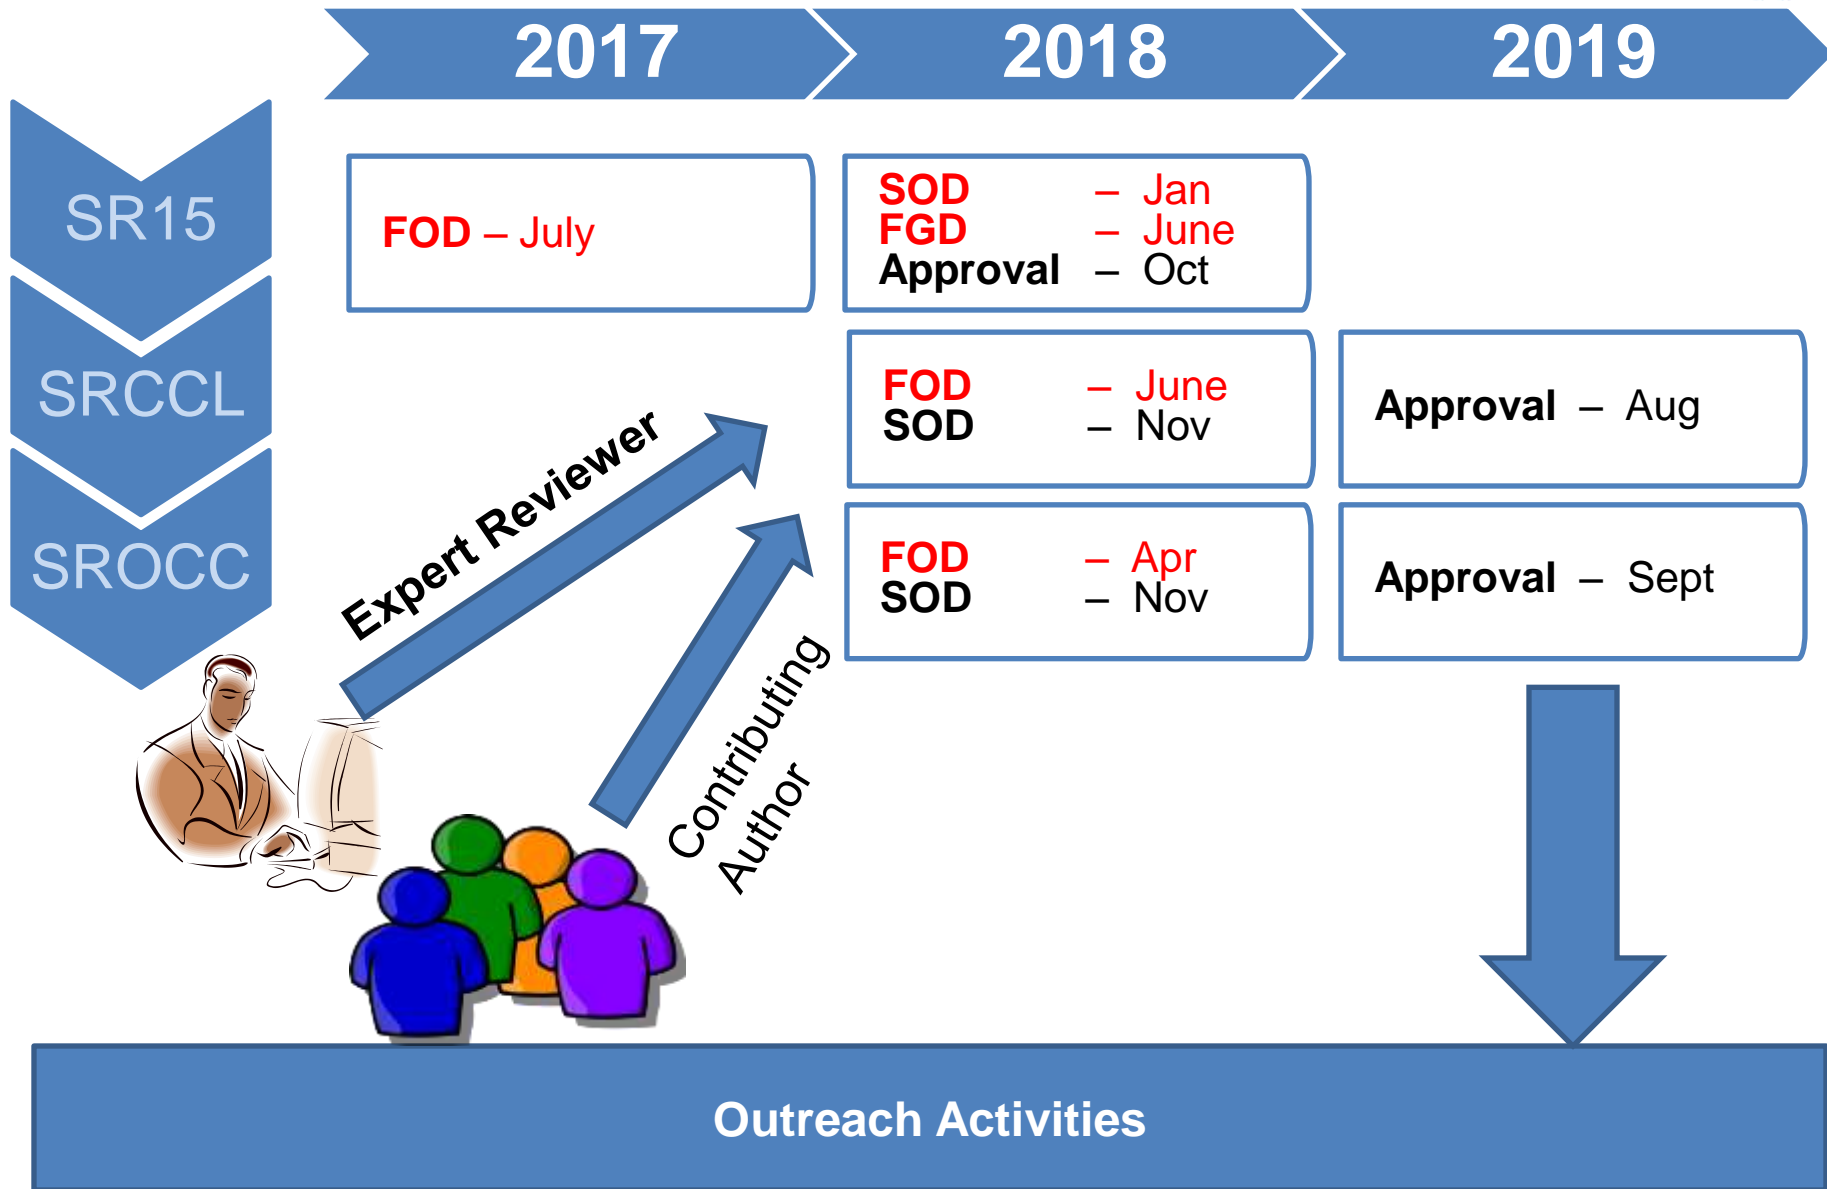 2017 2018 2019
SR15
FOD – July
SOD – Jan
FGD – June
Approval – Oct
SRCCL
FOD – June
SOD – Nov
Approval – Aug
SROCC
FOD – Apr
SOD – Nov
Approval – Sept
Expert Reviewer
Contributing
Author
Outreach Activities